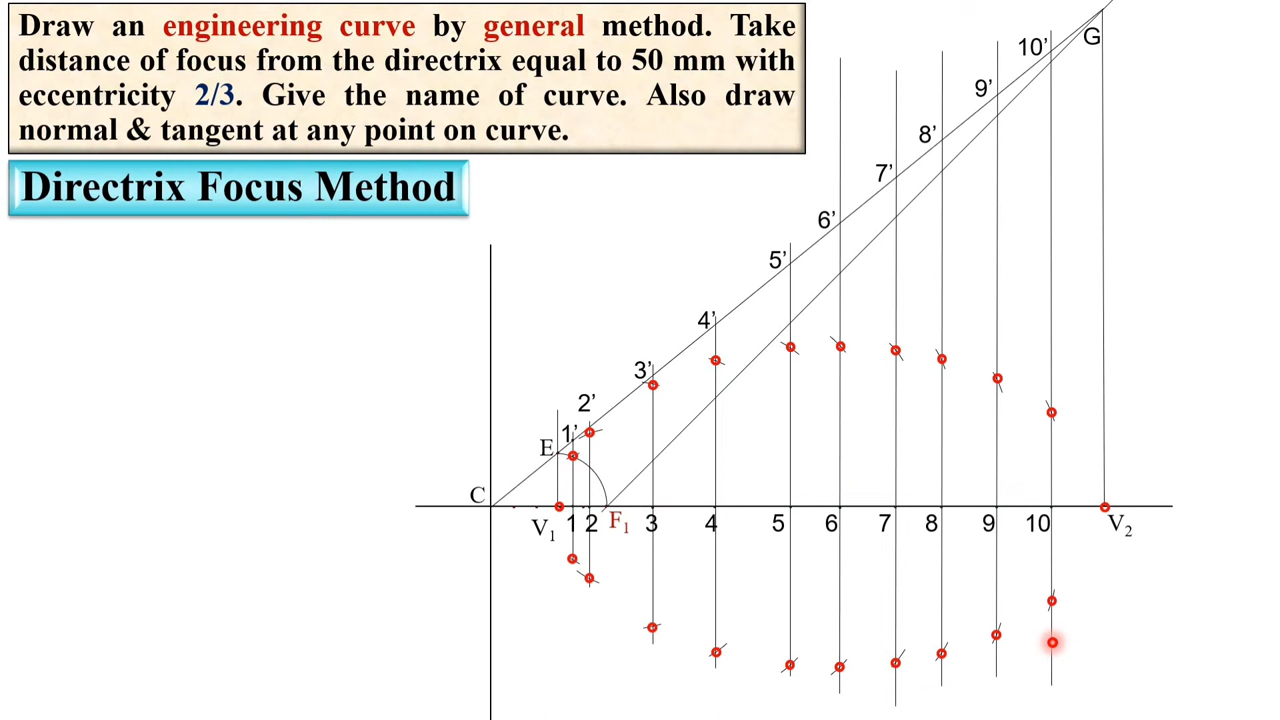 Draw an engineering curve by general method. Take
distance of focus from the directrix equal to 50 mm with
eccentricity 2/3. Give the name of curve. Also draw
normal & tangent at any point on curve.
Directrix Focus Method
G
10’
9’
8’
7’
6’
5’
4’
3’
2’
1’
E
C
V1 1 2 F1 3 4 5 6 7 8 9 10 V2